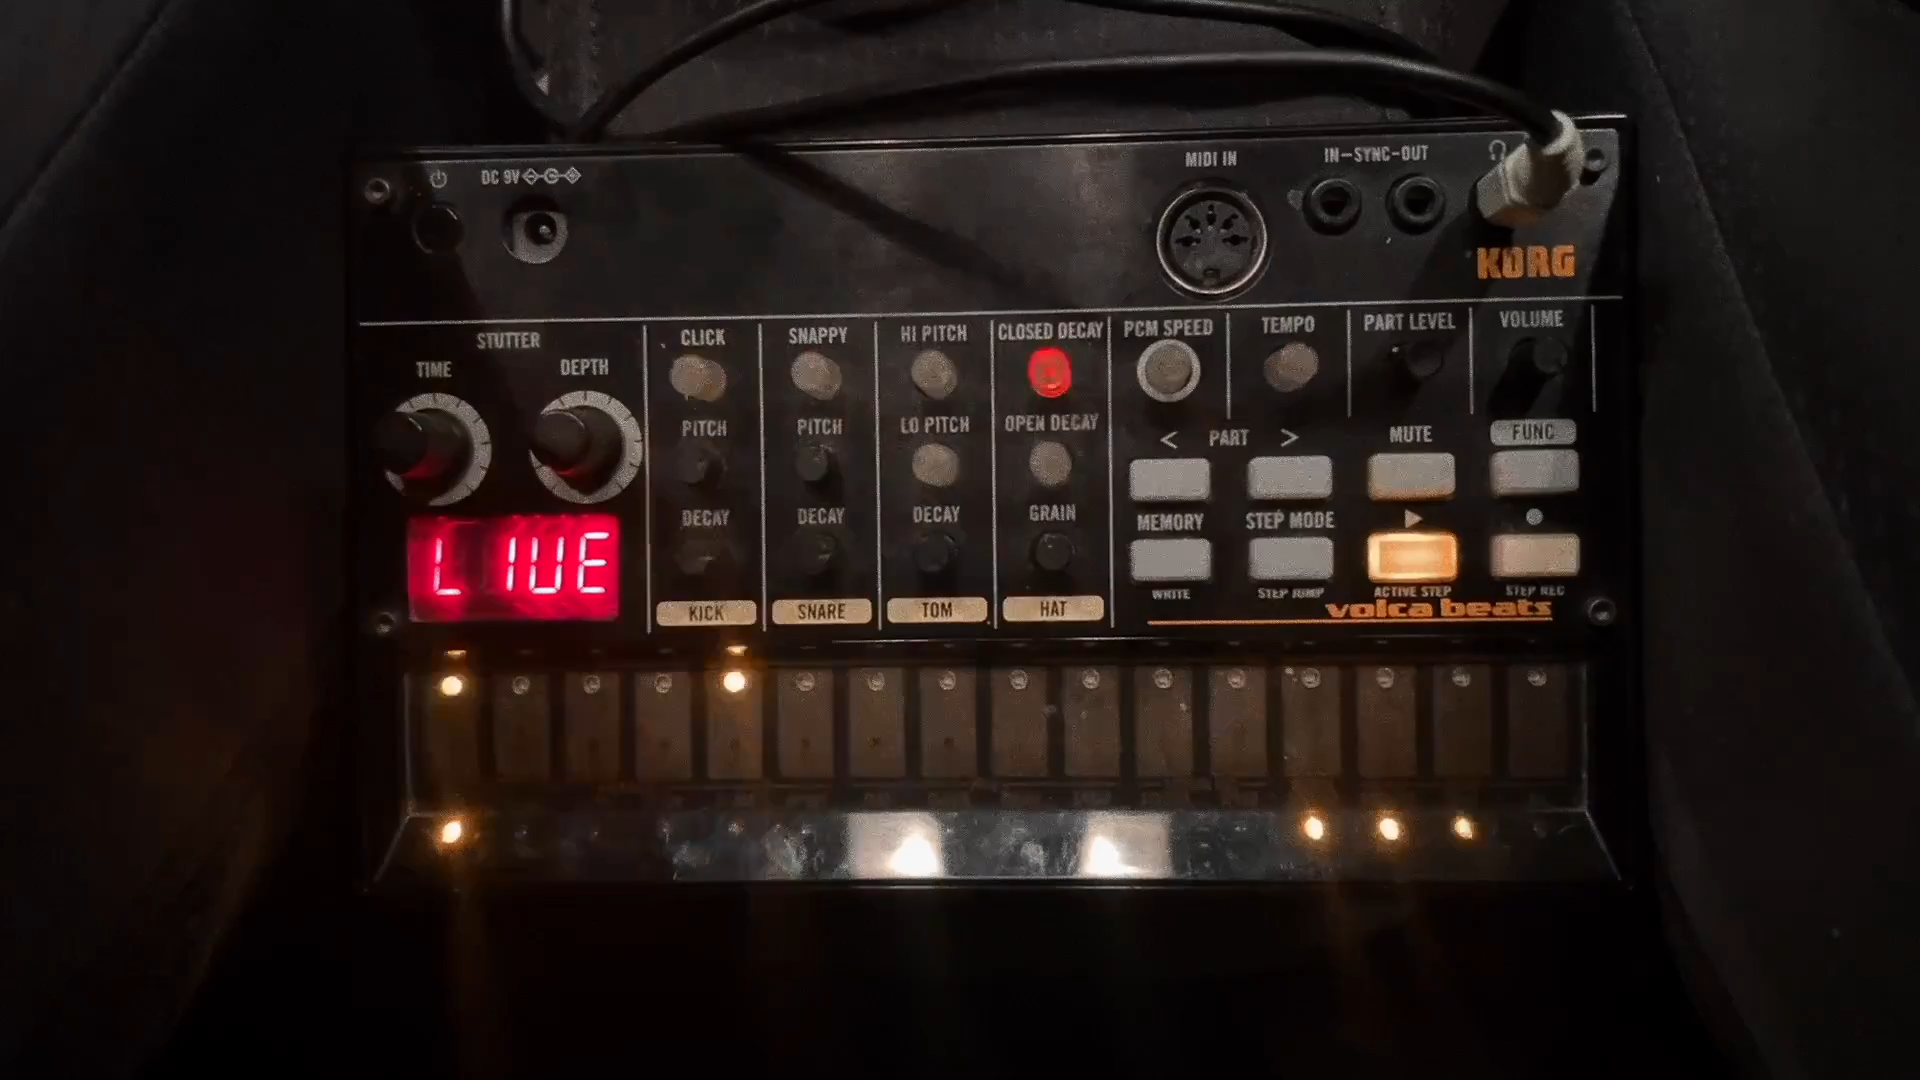 DC 9V
MIDI IN
IN-SYNC-OUT
KORG
STUTTER
TIME
DEPTH
CLICK
SNAPPY
HI PITCH
CLOSED DECAY
PCM SPEED
TEMPO
PART LEVEL
VOLUME
PITCH
PITCH
LO PITCH
OPEN DECAY
< PART >
MUTE
FUNC
DECAY
DECAY
DECAY
GRAIN
MEMORY
STEP MODE
LIVE
WRITE
STEP JUMP
ACTIVE STEP
STEP REC
KICK
SNARE
TOM
HAT
volca beats